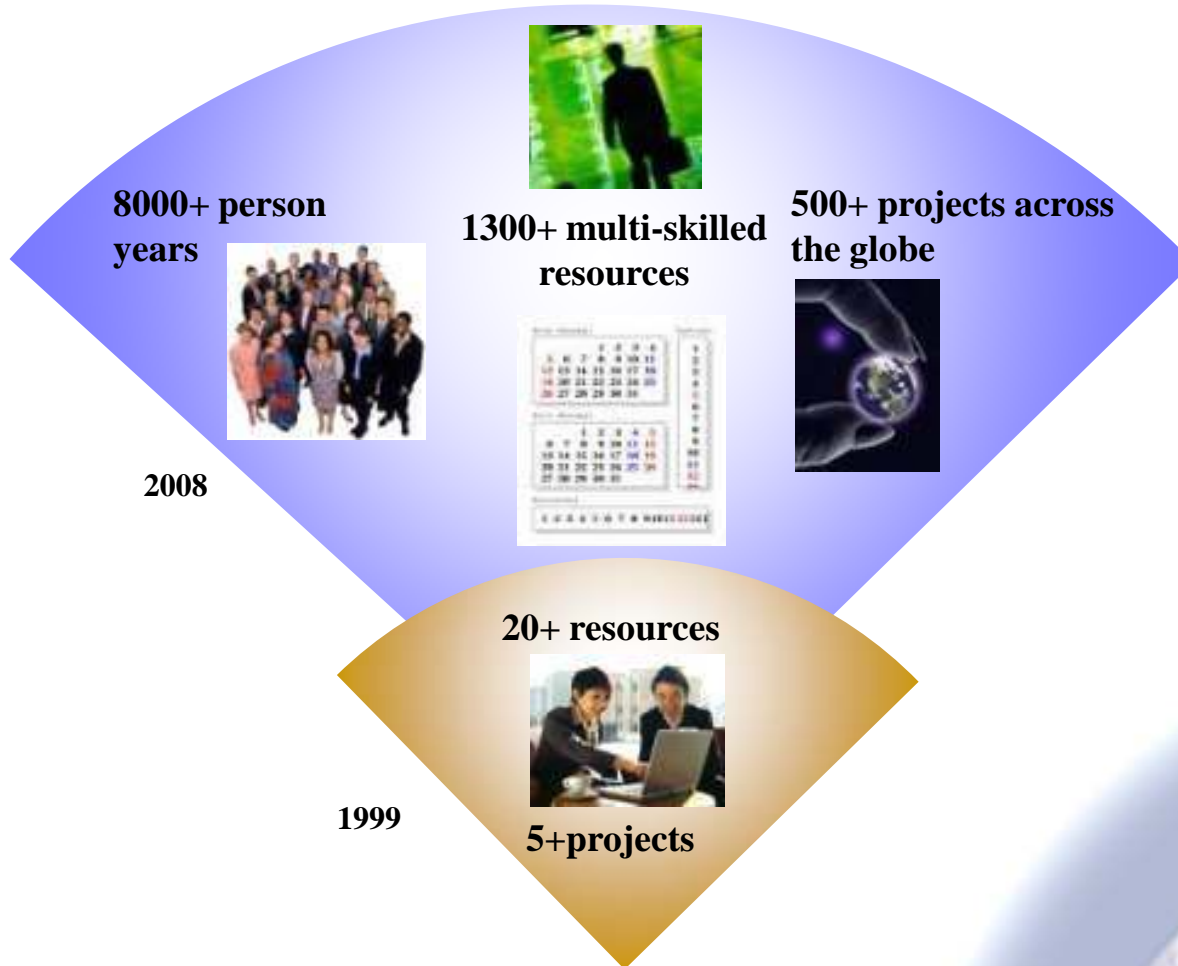 8000+ person
years
1300+ multi-skilled
resources
500+ projects across
the globe
2008
20+ resources
1999
5+projects